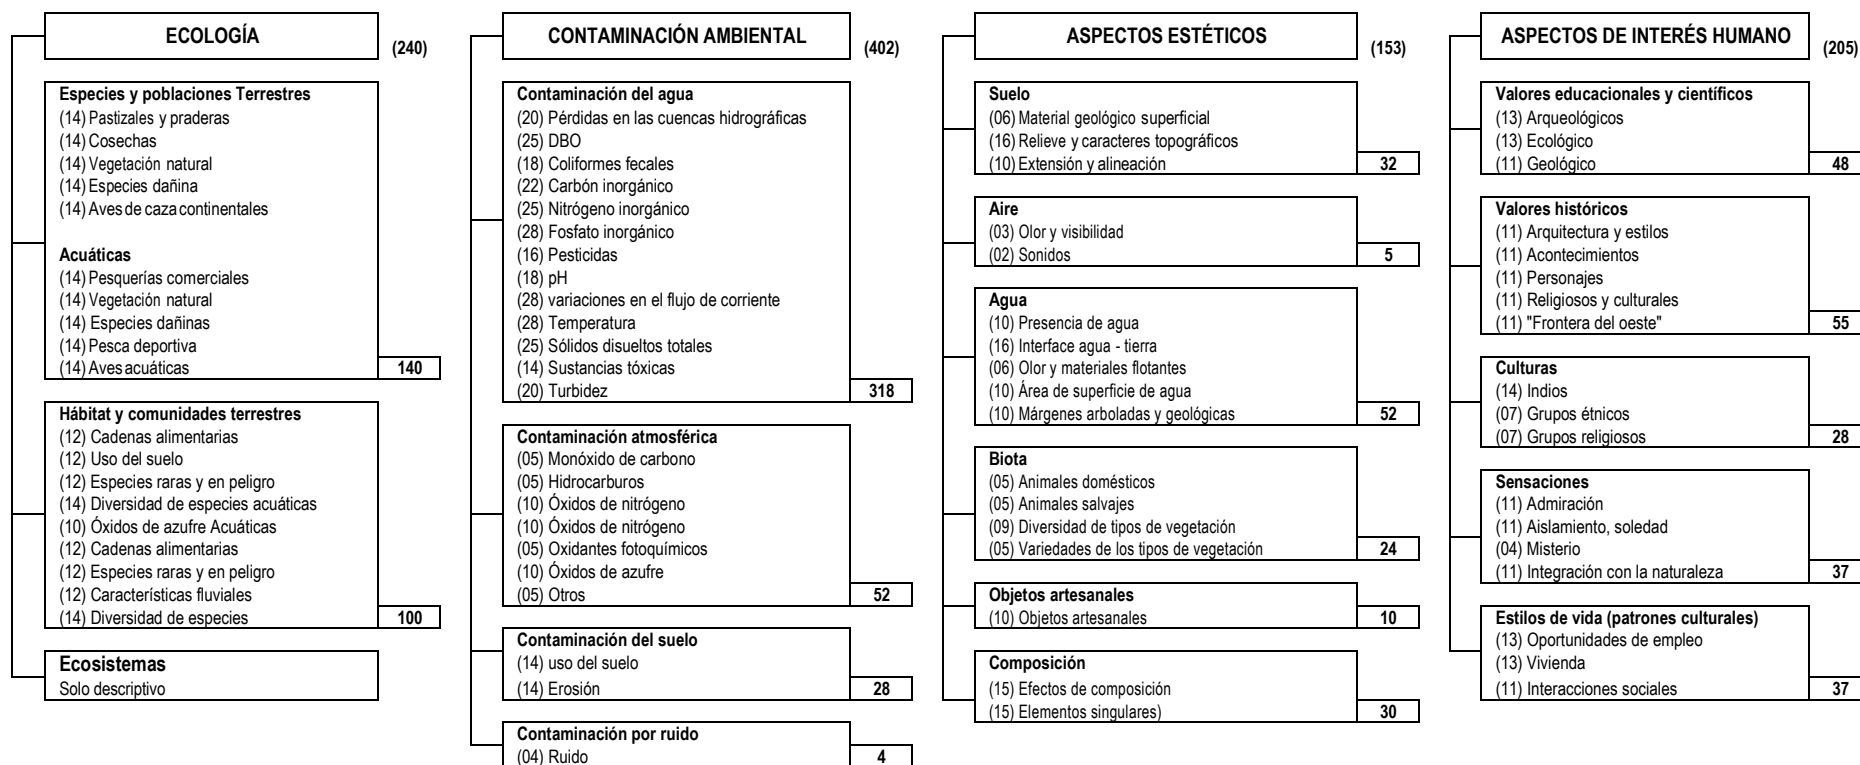 ECOLOGÍA
(240)
Especies y poblaciones Terrestres
(14) Pastizales y praderas
(14) Cosechas
(14) Vegetación natural
(14) Especies dañina
(14) Aves de caza continentales
Acuáticas
(14) Pesquerías comerciales
(14) Vegetación natural
(14) Especies dañinas
(14) Pesca deportiva
(14) Aves acuáticas
140
Hábitat y comunidades terrestres
(12) Cadenas alimentarias
(12) Uso del suelo
(12) Especies raras y en peligro
(14) Diversidad de especies acuáticas
(10) Óxidos de azufre Acuáticas
(12) Cadenas alimentarias
(12) Especies raras y en peligro
(12) Características fluviales
(14) Diversidad de especies
100
Ecosistemas
Solo descriptivo
CONTAMINACIÓN AMBIENTAL
(402)
Contaminación del agua
(20) Pérdidas en las cuencas hidrográficas
(25) DBO
(18) Coliformes fecales
(22) Carbón inorgánico
(25) Nitrógeno inorgánico
(28) Fosfato inorgánico
(16) Pesticidas
(18) pH
(28) variaciones en el flujo de corriente
(28) Temperatura
(25) Sólidos disueltos totales
(14) Sustancias tóxicas
(20) Turbidez
318
Contaminación atmosférica
(05) Monóxido de carbono
(05) Hidrocarburos
(10) Óxidos de nitrógeno
(10) Óxidos de nitrógeno
(05) Oxidantes fotoquímicos
(10) Óxidos de azufre
(05) Otros
52
Contaminación del suelo
(14) uso del suelo
(14) Erosión
28
Contaminación por ruido
(04) Ruido
4
ASPECTOS ESTÉTICOS
(153)
Suelo
(06) Material geológico superficial
(16) Relieve y caracteres topográficos
(10) Extensión y alineación
32
Aire
(03) Olor y visibilidad
(02) Sonidos
5
Agua
(10) Presencia de agua
(16) Interface agua - tierra
(06) Olor y materiales flotantes
(10) Área de superficie de agua
(10) Márgenes arboladas y geológicas
52
Biota
(05) Animales domésticos
(05) Animales salvajes
(09) Diversidad de tipos de vegetación
(05) Variedades de los tipos de vegetación
24
Objetos artesanales
(10) Objetos artesanales
10
Composición
(15) Efectos de composición
(15) Elementos singulares)
30
ASPECTOS DE INTERÉS HUMANO
(205)
Valores educacionales y científicos
(13) Arqueológicos
(13) Ecológico
(11) Geológico
48
Valores históricos
(11) Arquitectura y estilos
(11) Acontecimientos
(11) Personajes
(11) Religiosos y culturales
(11) "Frontera del oeste"
55
Culturas
(14) Indios
(07) Grupos étnicos
(07) Grupos religiosos
28
Sensaciones
(11) Admiración
(11) Aislamiento, soledad
(04) Misterio
(11) Integración con la naturaleza
37
Estilos de vida (patrones culturales)
(13) Oportunidades de empleo
(13) Vivienda
(11) Interacciones sociales
37